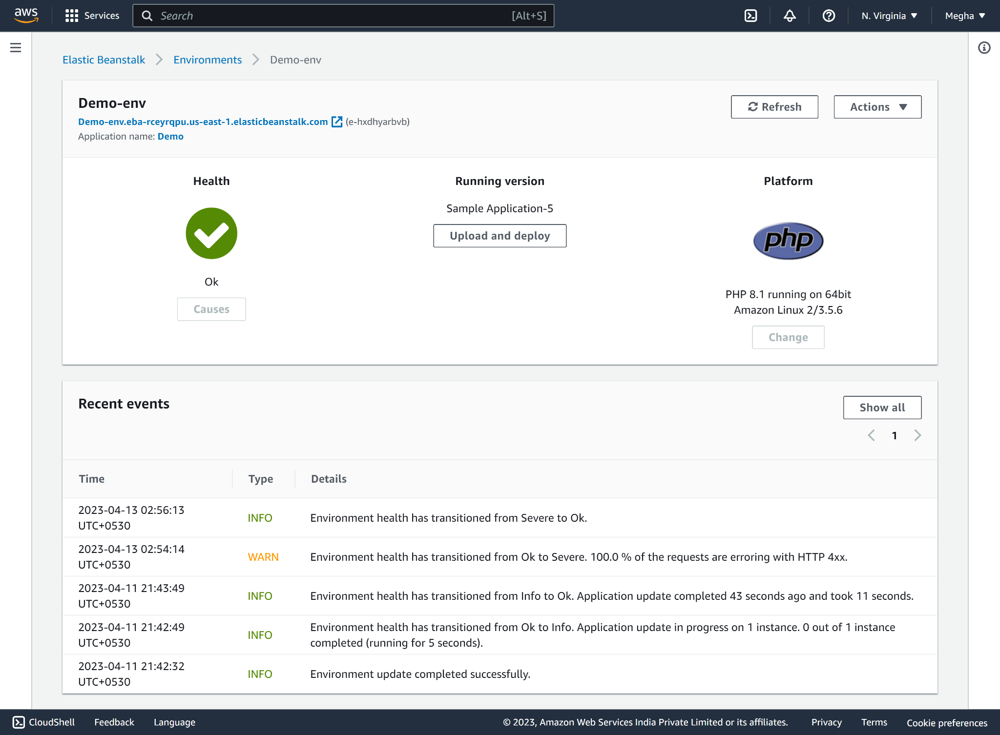 aws
Services
Search [Alt+S]
N. Virginia
Megha
Elastic Beanstalk
Environments
Demo-env
Demo-env
Demo-env.eba-rceyrqpu.us-east-1.elasticbeanstalk.com (e-hxdhyarbvb)
Application name: Demo
Refresh
Actions
Health
Ok
Causes
Running version
Sample Application-5
Upload and deploy
Platform
php
PHP 8.1 running on 64bit
Amazon Linux 2/3.5.6
Change
Recent events
Show all
1
Time
Type
Details
2023-04-13 02:56:13
UTC+0530
INFO
Environment health has transitioned from Severe to Ok.
2023-04-13 02:54:14
UTC+0530
WARN
Environment health has transitioned from Ok to Severe. 100.0 % of the requests are erroring with HTTP 4xx.
2023-04-11 21:43:49
UTC+0530
INFO
Environment health has transitioned from Info to Ok. Application update completed 43 seconds ago and took 11 seconds.
2023-04-11 21:42:49
UTC+0530
INFO
Environment health has transitioned from Ok to Info. Application update in progress on 1 instance. 0 out of 1 instance
completed (running for 5 seconds).
2023-04-11 21:42:32
UTC+0530
INFO
Environment update completed successfully.
CloudShell
Feedback
Language
© 2023, Amazon Web Services India Private Limited or its affiliates.
Privacy
Terms
Cookie preferences